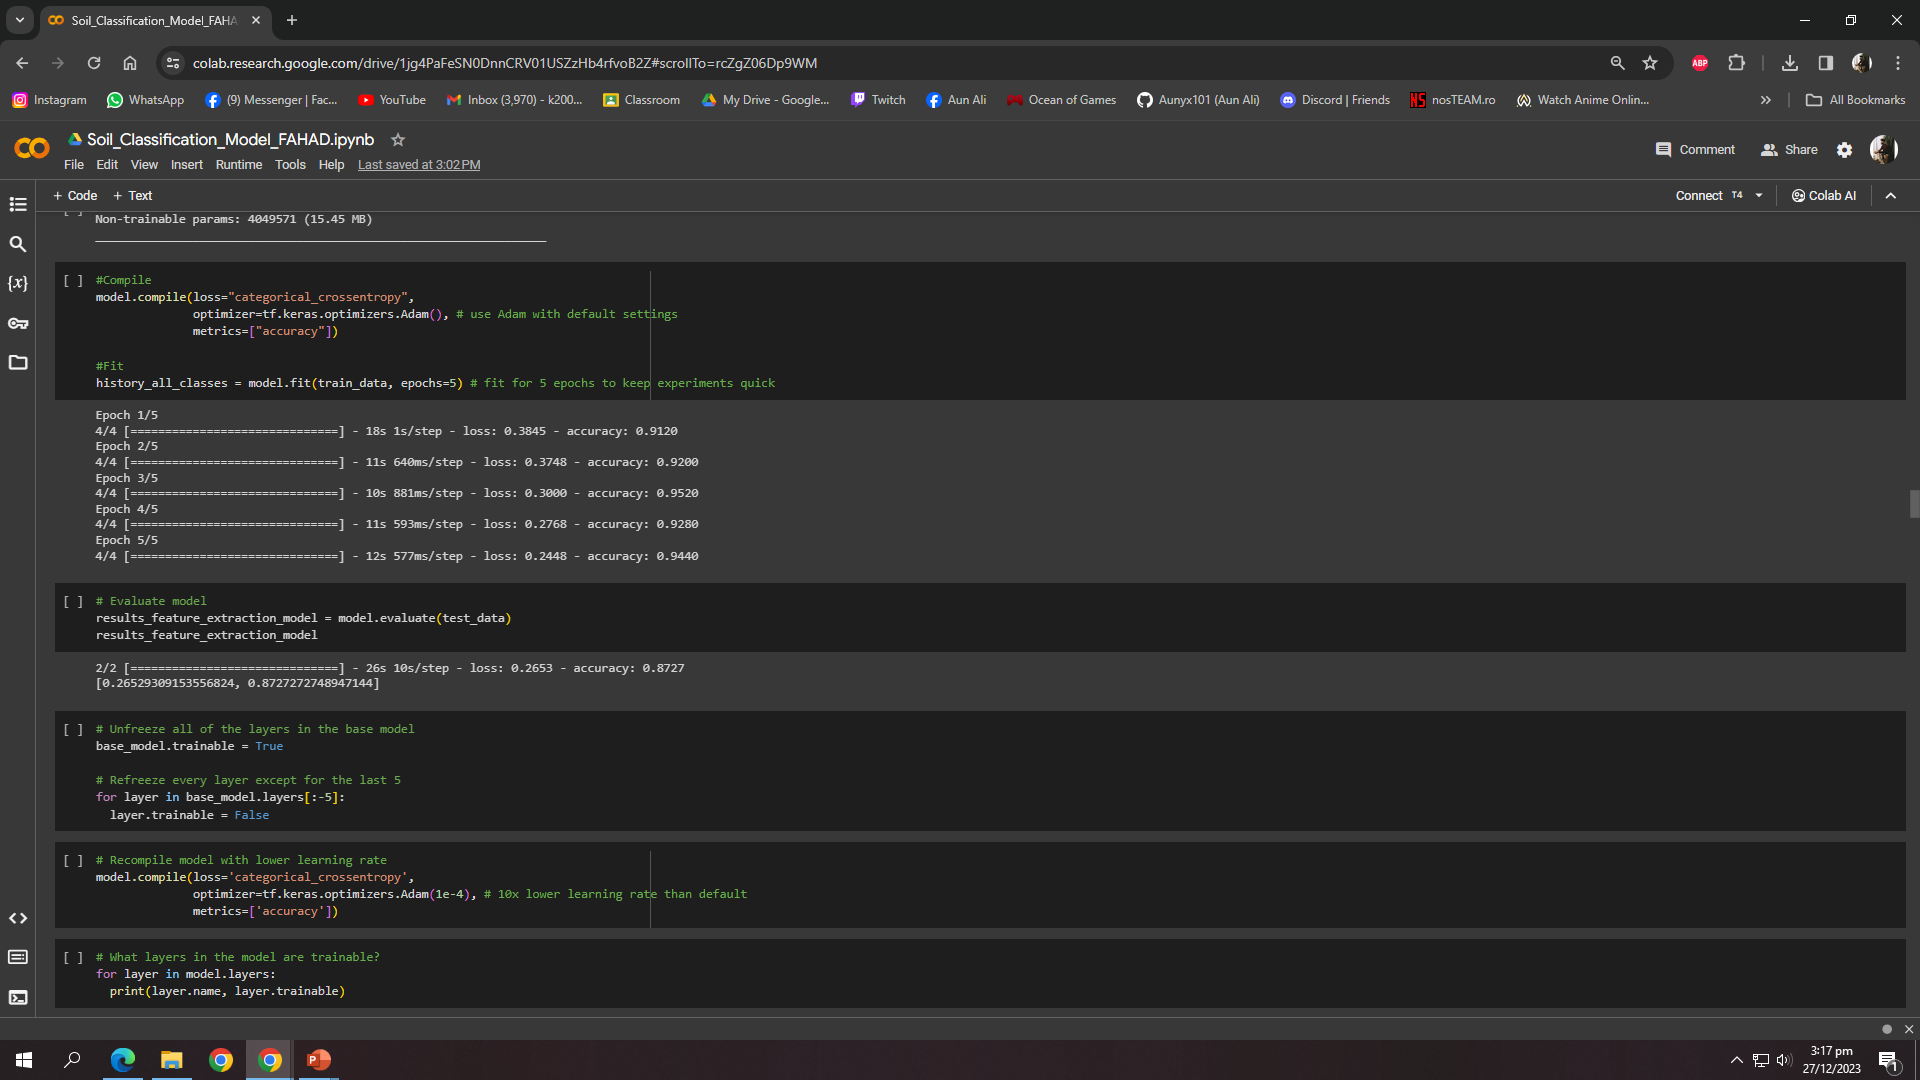 Soil_Classification_Model_FAHA
colab.research.google.com/drive/1jg4PaFeSN0DnnCRV01USZzHb4rfvoB2Z#scrollTo=rcZgZ06Dp9WM
ABP
Instagram WhatsApp (9) Messenger | Fac... YouTube Inbox (3,970) - k200... Classroom My Drive - Google... Twitch Aun Ali Ocean of Games Aunyx101 (Aun Ali) Discord | Friends NS nosTEAM.ro Watch Anime Onlin... » All Bookmarks
Soil_Classification_Model_FAHAD.ipynb
Comment Share
File Edit View Insert Runtime Tools Help Last saved at 3:02 PM
+ Code + Text
Connect T4 Colab AI
[ ] Non-trainable params: 4049571 (15.45 MB)
[ ] #Compile
model.compile(loss="categorical_crossentropy",
optimizer=tf.keras.optimizers.Adam(), # use Adam with default settings
metrics=["accuracy"])
#Fit
history_all_classes = model.fit(train_data, epochs=5) # fit for 5 epochs to keep experiments quick
Epoch 1/5
4/4 [==============================] - 18s 1s/step - loss: 0.3845 - accuracy: 0.9120
Epoch 2/5
4/4 [==============================] - 11s 640ms/step - loss: 0.3748 - accuracy: 0.9200
Epoch 3/5
4/4 [==============================] - 10s 881ms/step - loss: 0.3000 - accuracy: 0.9520
Epoch 4/5
4/4 [==============================] - 11s 593ms/step - loss: 0.2768 - accuracy: 0.9280
Epoch 5/5
4/4 [==============================] - 12s 577ms/step - loss: 0.2448 - accuracy: 0.9440
[ ] # Evaluate model
results_feature_extraction_model = model.evaluate(test_data)
results_feature_extraction_model
2/2 [==============================] - 26s 10s/step - loss: 0.2653 - accuracy: 0.8727
[0.26529309153556824, 0.8727272748947144]
[ ] # Unfreeze all of the layers in the base model
base_model.trainable = True
# Refreeze every layer except for the last 5
for layer in base_model.layers[:-5]:
layer.trainable = False
[ ] # Recompile model with lower learning rate
model.compile(loss='categorical_crossentropy',
optimizer=tf.keras.optimizers.Adam(1e-4), # 10x lower learning rate than default
metrics=['accuracy'])
[ ] # What layers in the model are trainable?
for layer in model.layers:
print(layer.name, layer.trainable)
{x}
3:17 pm
27/12/2023
1